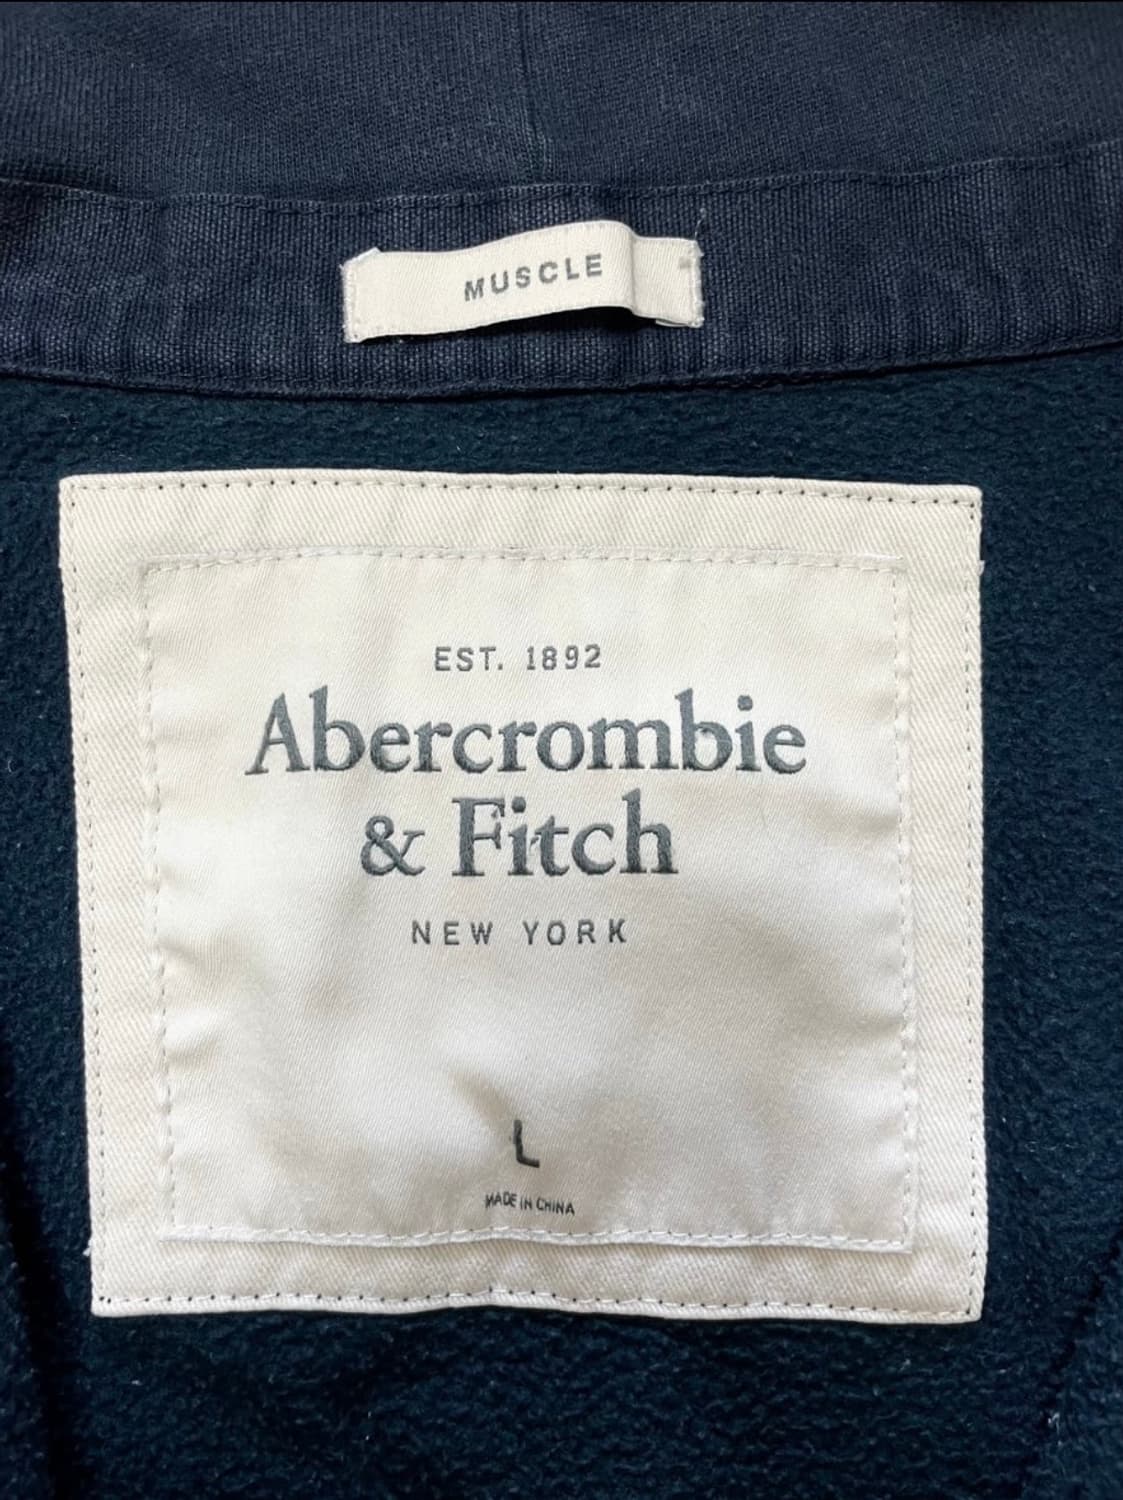 MUSCLE
EST. 1892
Abercrombie
& Fitch
NEW YORK
L
MADE IN CHINA